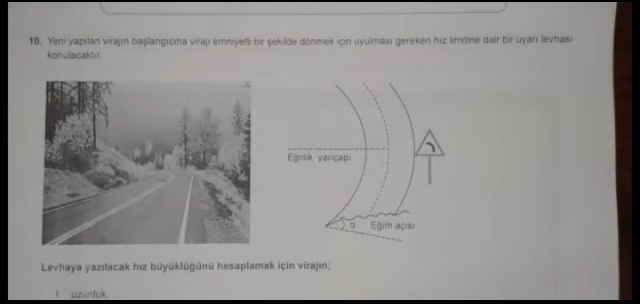 10. Yeni yapılan virajın başlangıcına virajı emniyetli bir şekilde dönmek için uyulması gereken hız limitine dair bir uyarı levhası
konulacaktır.
Eğrilik yarıçapı
α Eğim açısı
Levhaya yazılacak hız büyüklüğünü hesaplamak için virajın;
I. uzunluk,